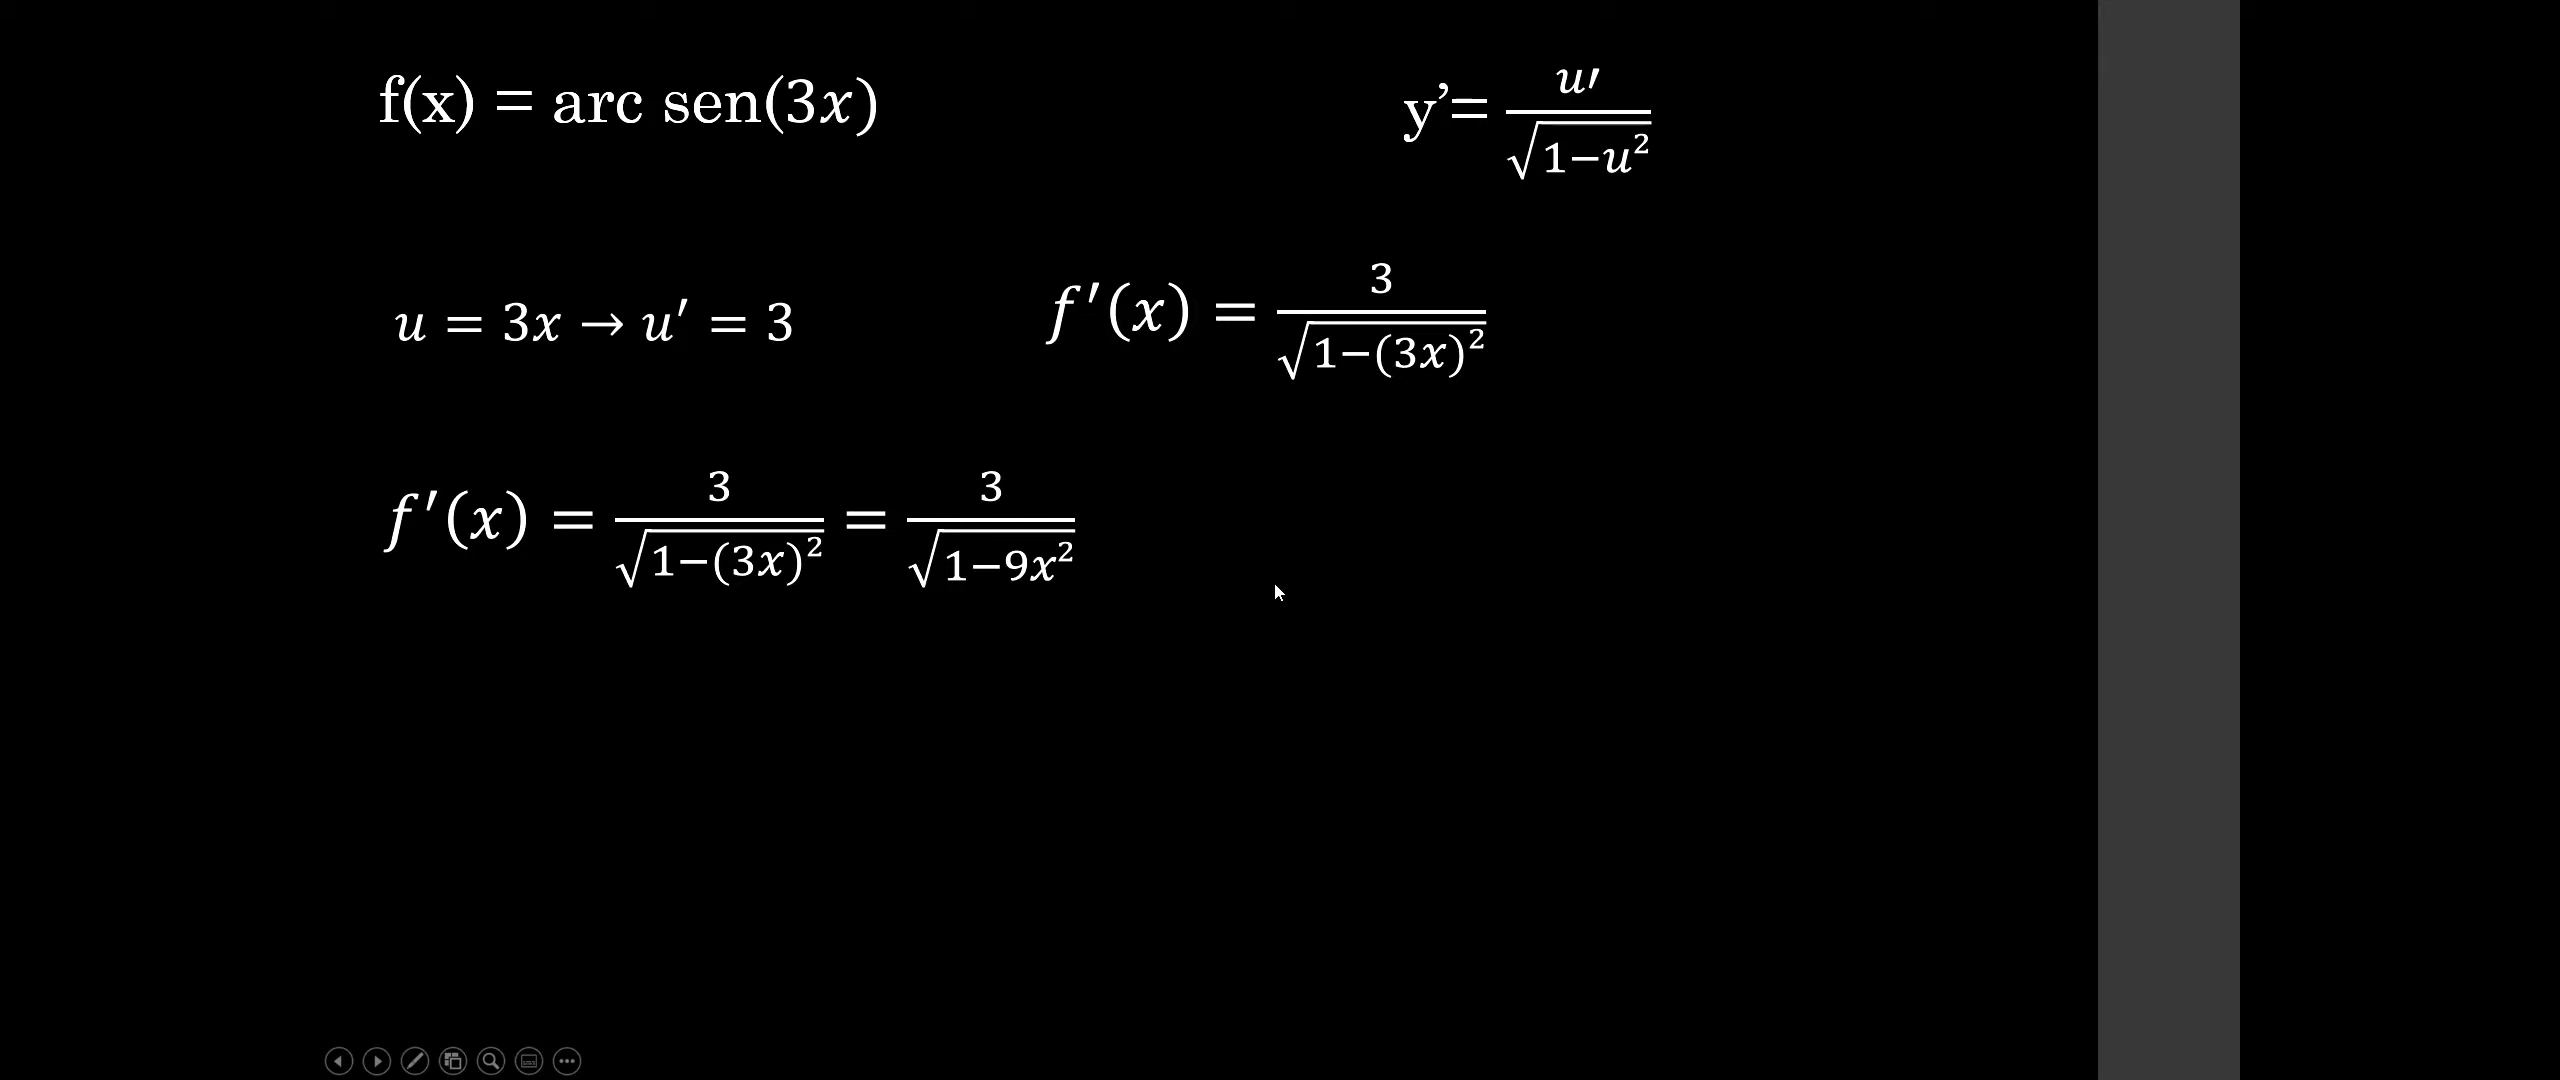 f(x) = arc sen(3x)
y’= u′/√(1−u²)
u = 3x → u′ = 3
f′(x) = 3/√(1−(3x)²)
f′(x) = 3/√(1−(3x)²) = 3/√(1−9x²)